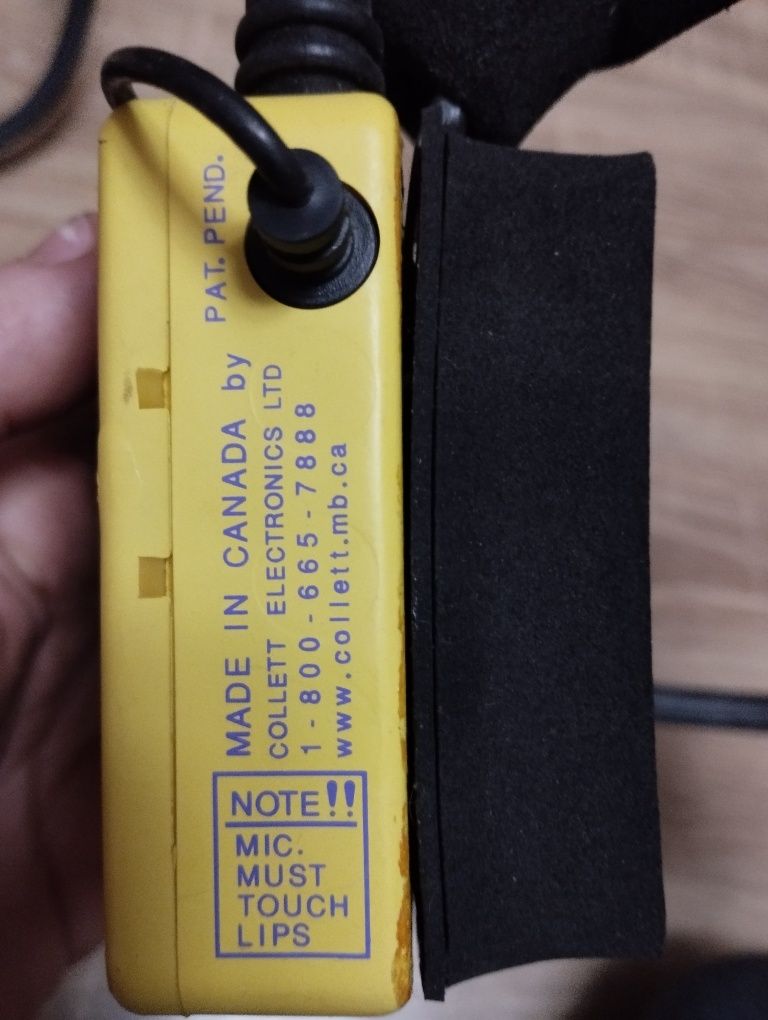 PAT. PEND.
MADE IN CANADA by
COLLETT ELECTRONICS LTD
1-800-665-7888
www.collett.mb.ca
NOTE!!
MIC.
MUST
TOUCH
LIPS